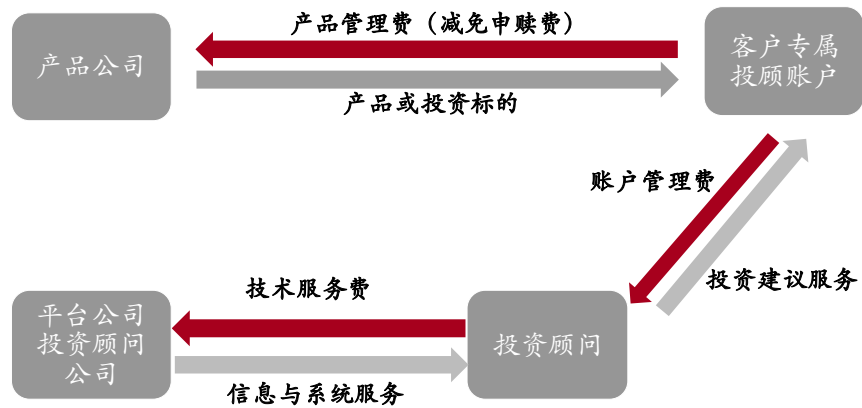 产品管理费（减免申赎费）
产品公司
客户专属
投顾账户
产品或投资标的
账户管理费
投资建议服务
技术服务费
平台公司
投资顾问
公司
投资顾问
信息与系统服务